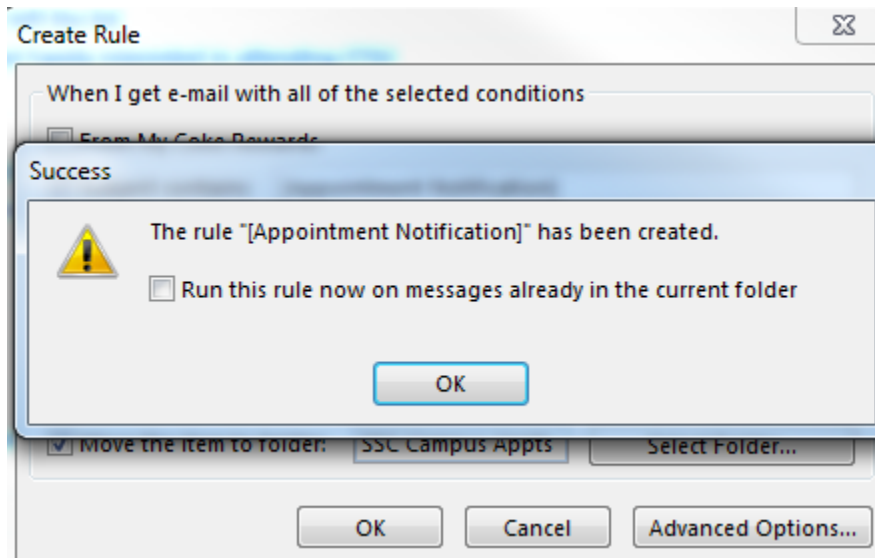 Create Rule
When I get e-mail with all of the selected conditions
From My Coke Rewards
Success
The rule "[Appointment Notification]" has been created.
Run this rule now on messages already in the current folder
OK
Move the item to folder: SSC Campus Appts Select Folder...
OK Cancel Advanced Options...